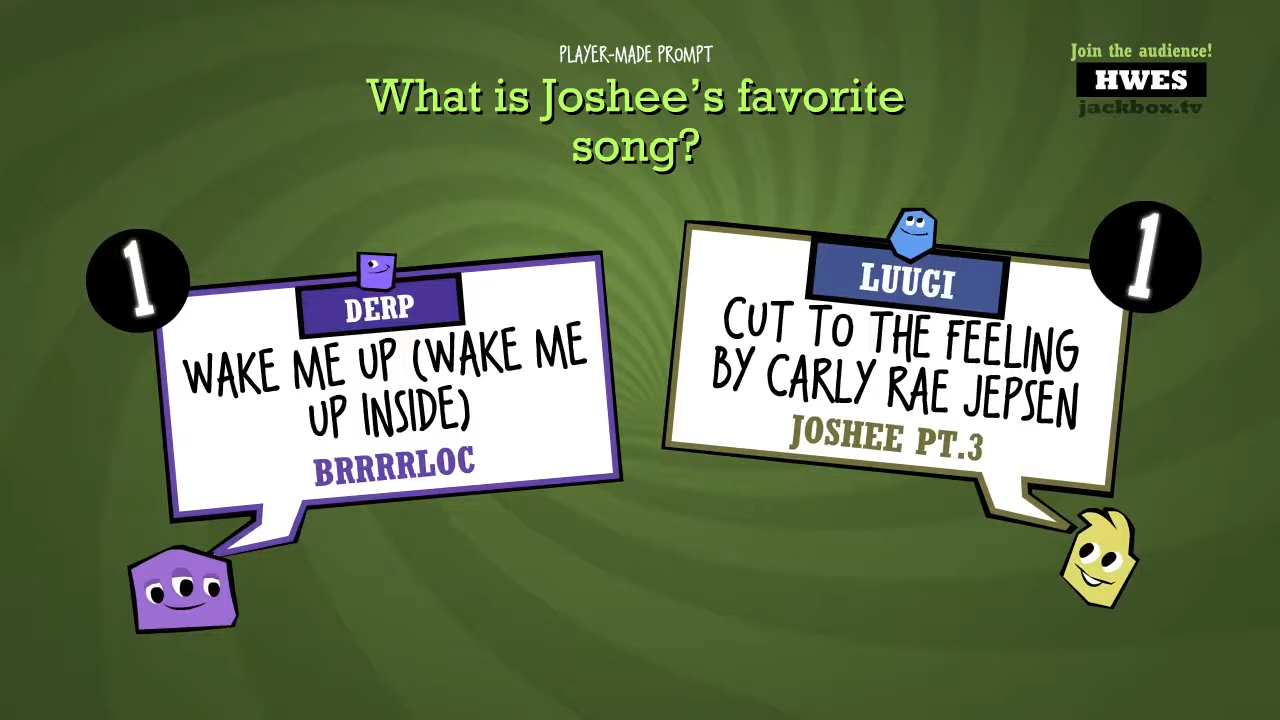 PLAYER-MADE PROMPT
What is Joshee's favorite
song?
Join the audience!
HWES
jackbox.tv
1
DERP
WAKE ME UP (WAKE ME
UP INSIDE)
BRRRRLOC
1
LUUGI
CUT TO THE FEELING
BY CARLY RAE JEPSEN
JOSHEE PT.3